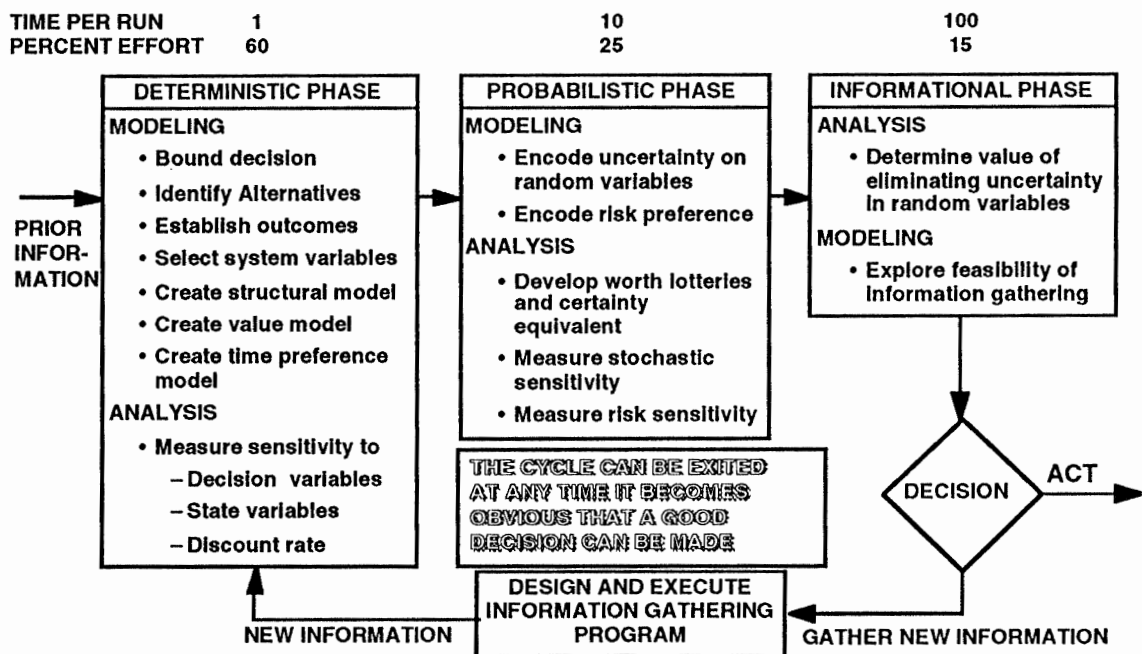 TIME PER RUN 1 10 100
PERCENT EFFORT 60 25 15
DETERMINISTIC PHASE
MODELING
• Bound decision
• Identify Alternatives
• Establish outcomes
• Select system variables
• Create structural model
• Create value model
• Create time preference
model
ANALYSIS
• Measure sensitivity to
– Decision variables
– State variables
– Discount rate
PROBABILISTIC PHASE
MODELING
• Encode uncertainty on
random variables
• Encode risk preference
ANALYSIS
• Develop worth lotteries
and certainty
equivalent
• Measure stochastic
sensitivity
• Measure risk sensitivity
INFORMATIONAL PHASE
ANALYSIS
• Determine value of
eliminating uncertainty
in random variables
MODELING
• Explore feasibility of
information gathering
PRIOR
INFOR-
MATION
THE CYCLE CAN BE EXITED
AT ANY TIME IT BECOMES
OBVIOUS THAT A GOOD
DECISION CAN BE MADE
DECISION
ACT
DESIGN AND EXECUTE
INFORMATION GATHERING
PROGRAM
NEW INFORMATION
GATHER NEW INFORMATION